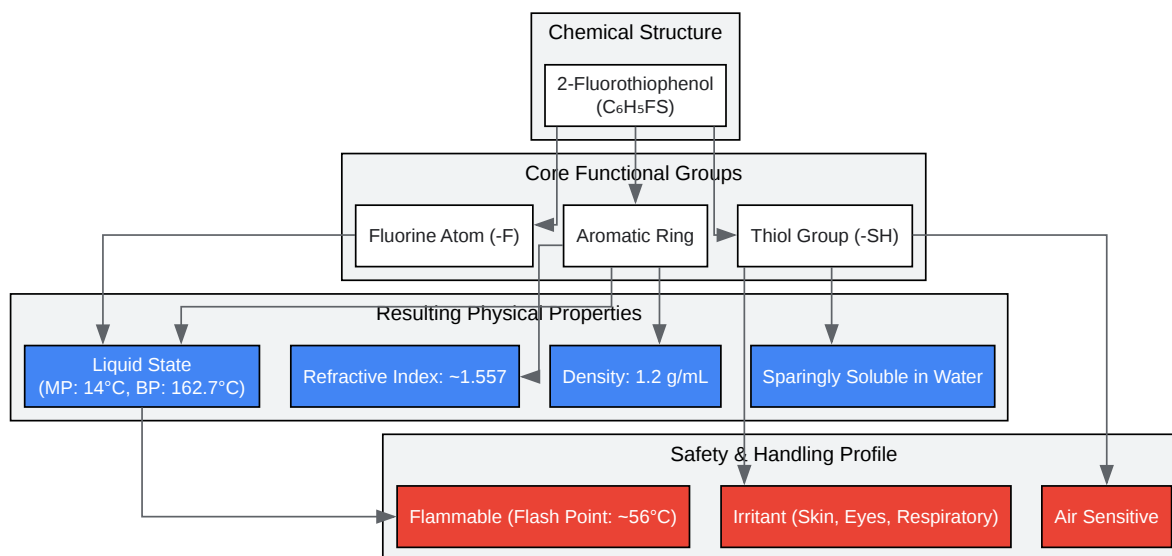 Chemical Structure
2-Fluorothiophenol
(C₆H₅FS)
Core Functional Groups
Fluorine Atom (-F)
Aromatic Ring
Thiol Group (-SH)
Resulting Physical Properties
Liquid State
(MP: 14°C, BP: 162.7°C)
Refractive Index: ~1.557
Density: 1.2 g/mL
Sparingly Soluble in Water
Safety & Handling Profile
Flammable (Flash Point: ~56°C)
Irritant (Skin, Eyes, Respiratory)
Air Sensitive